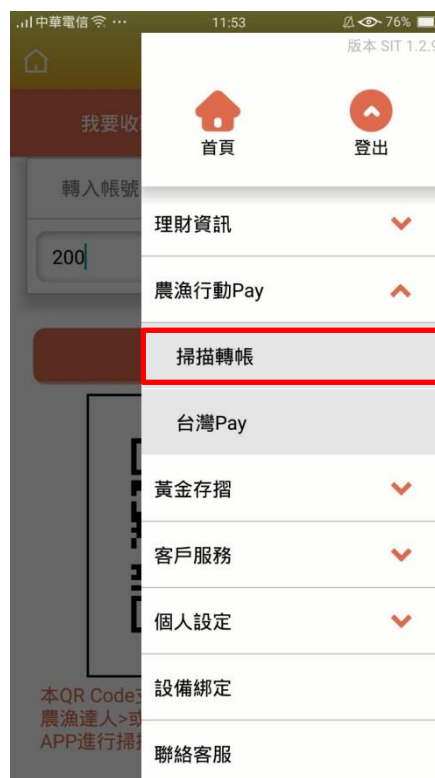 中華電信 ... 11:53 76%
版本 SIT 1.2.9
首頁 登出
我要收
轉入帳號
200
理財資訊
農漁行動Pay
掃描轉帳
台灣Pay
黃金存摺
客戶服務
個人設定
設備綁定
聯絡客服
本QR Code
農漁達人>或
APP進行掃